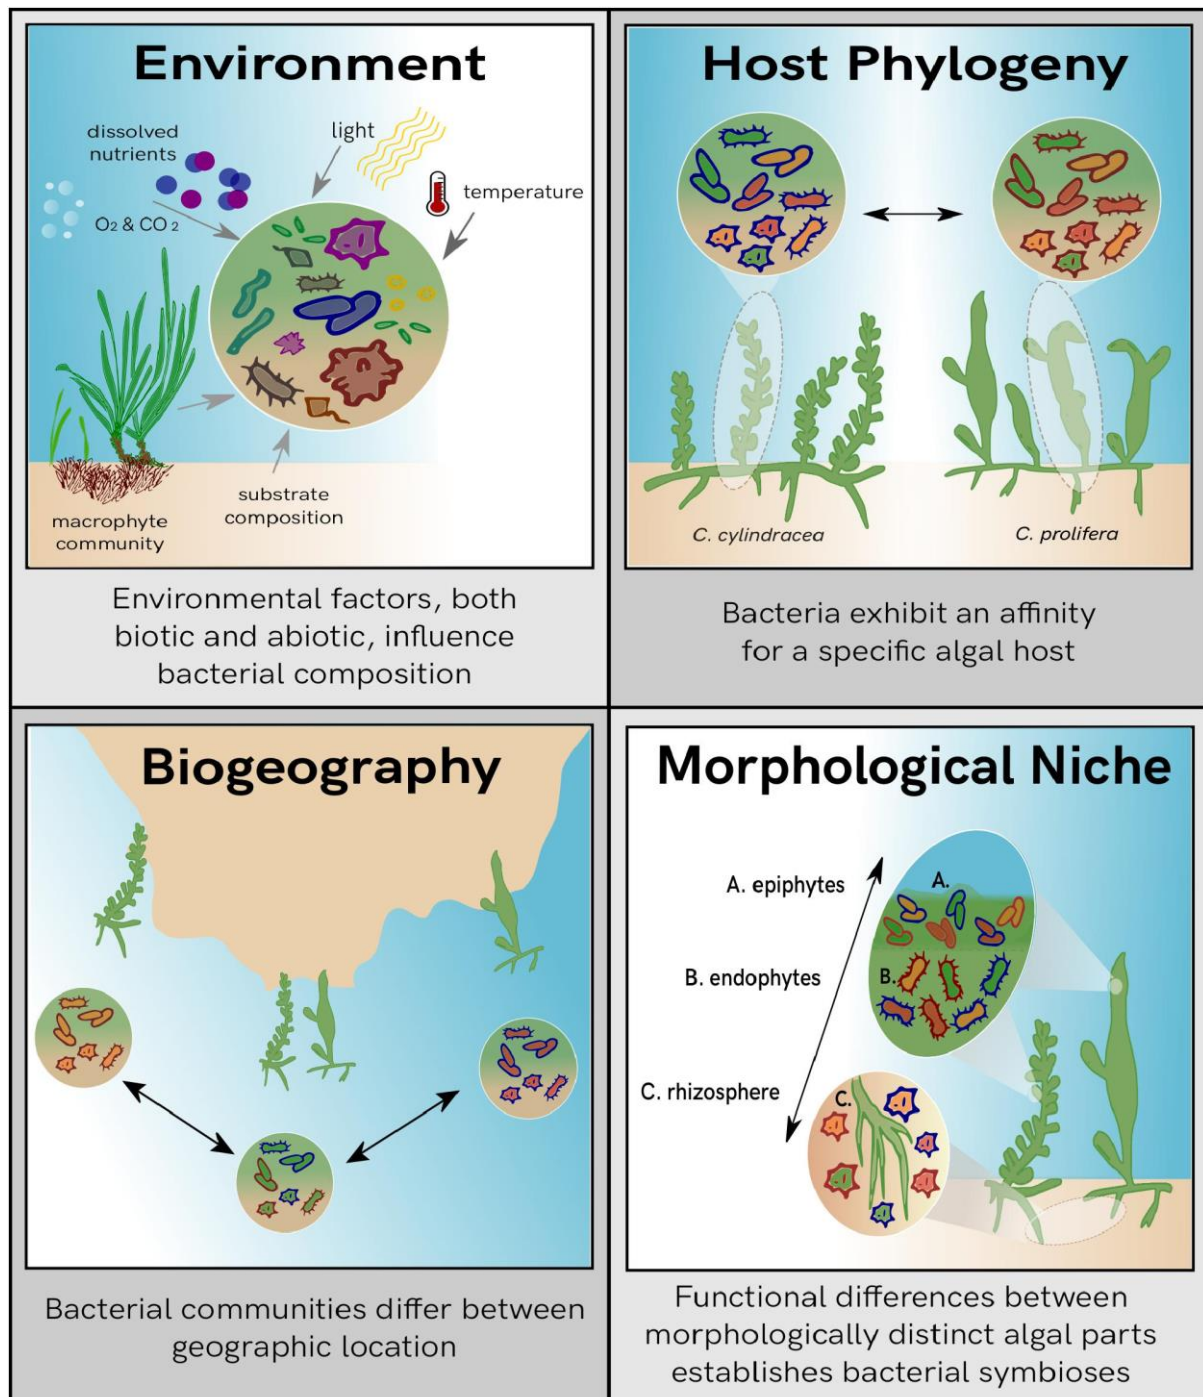 Environment
dissolved
nutrients
light
temperature
O₂ & CO₂
substrate
composition
macrophyte
community
Environmental factors, both
biotic and abiotic, influence
bacterial composition
Host Phylogeny
C. cylindracea
C. prolifera
Bacteria exhibit an affinity
for a specific algal host
Biogeography
Bacterial communities differ between
geographic location
Morphological Niche
A. epiphytes
A.
B. endophytes
B.
C. rhizosphere
C.
Functional differences between
morphologically distinct algal parts
establishes bacterial symbioses